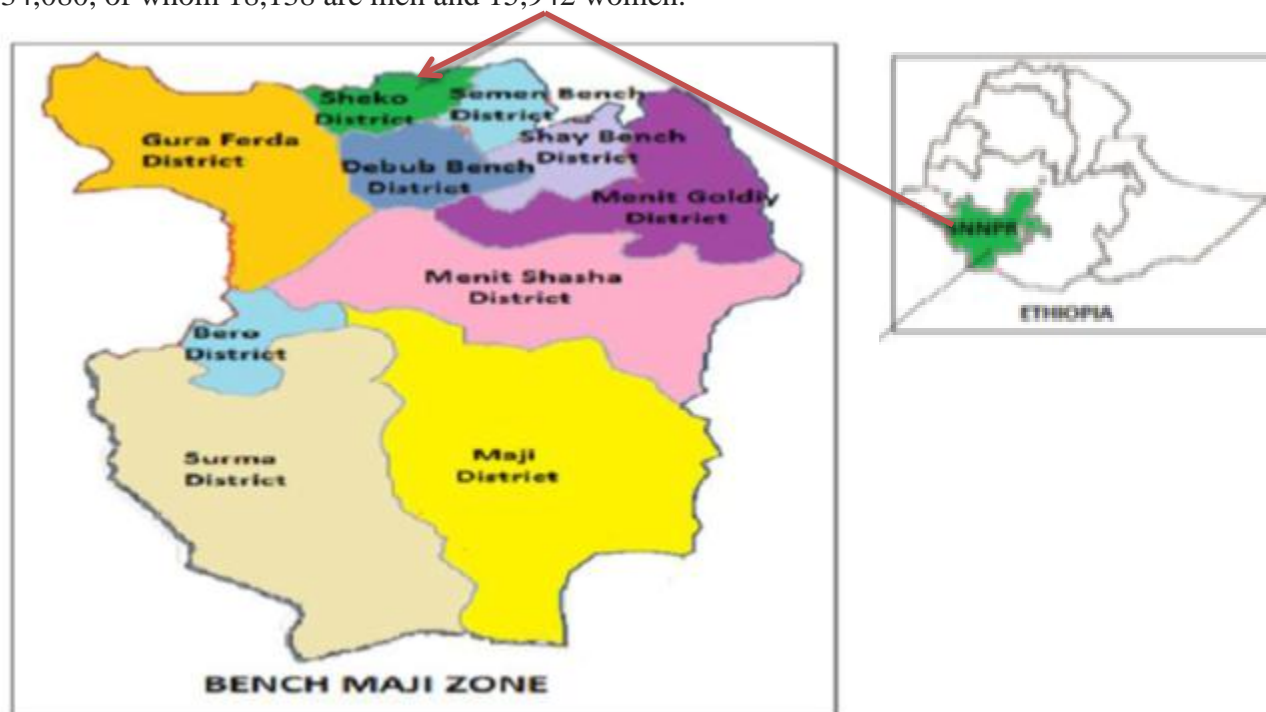 34,080, of whom 18,138 are men and 15,942 women.
Sheko
District
Semen Bench
District
Gura Ferda
District
Shay Bench
District
Debub Bench
District
Menit Goldiy
District
SNNPR
Menit Shasha
District
ETHIOPIA
Bero
District
Surma
District
Maji
District
BENCH MAJI ZONE